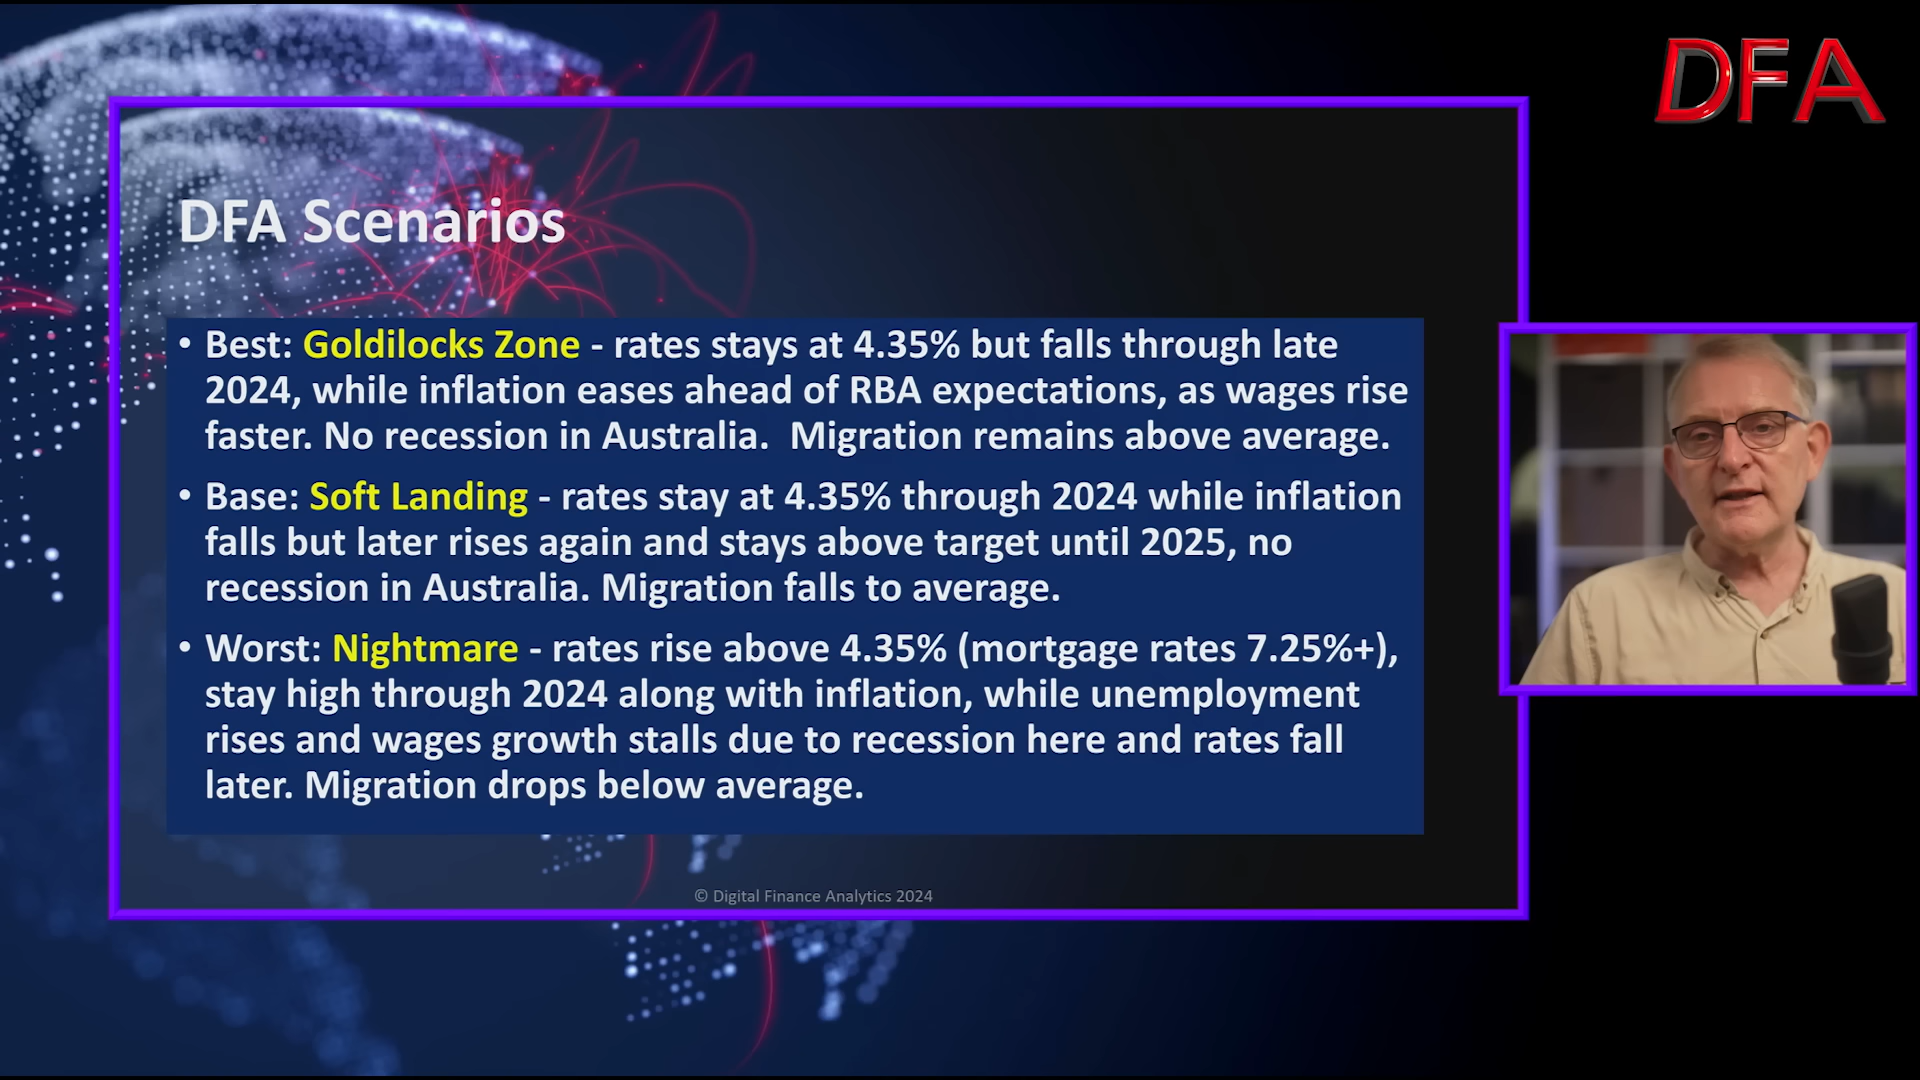 DFA
DFA Scenarios
• Best: Goldilocks Zone - rates stays at 4.35% but falls through late
2024, while inflation eases ahead of RBA expectations, as wages rise
faster. No recession in Australia.  Migration remains above average.
• Base: Soft Landing - rates stay at 4.35% through 2024 while inflation
falls but later rises again and stays above target until 2025, no
recession in Australia. Migration falls to average.
• Worst: Nightmare - rates rise above 4.35% (mortgage rates 7.25%+),
stay high through 2024 along with inflation, while unemployment
rises and wages growth stalls due to recession here and rates fall
later. Migration drops below average.
© Digital Finance Analytics 2024